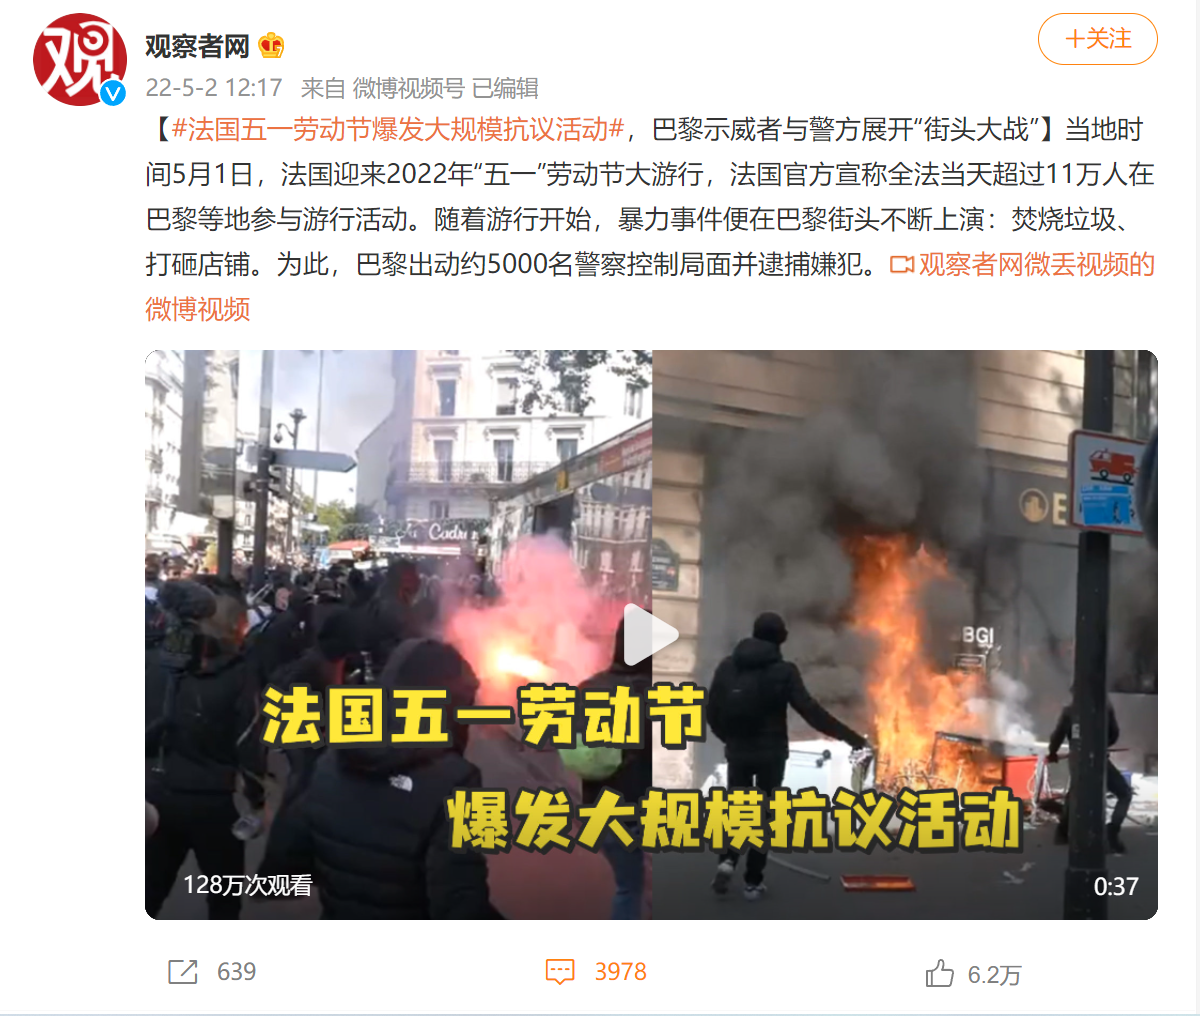 观
观察者网
+关注
22-5-2 12:17 来自 微博视频号 已编辑
【#法国五一劳动节爆发大规模抗议活动#，巴黎示威者与警方展开“街头大战”】当地时
间5月1日，法国迎来2022年“五一”劳动节大游行，法国官方宣称全法当天超过11万人在
巴黎等地参与游行活动。随着游行开始，暴力事件便在巴黎街头不断上演：焚烧垃圾、
打砸店铺。为此，巴黎出动约5000名警察控制局面并逮捕嫌犯。观察者网微丢视频的
微博视频
BGI
法国五一劳动节
爆发大规模抗议活动
128万次观看
0:37
639
3978
6.2万